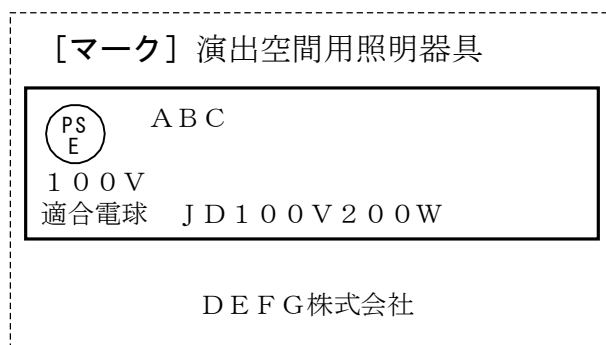 ［マーク］演出空間用照明器具
PS
E
ＡＢＣ
１００Ｖ
適合電球　ＪＤ１００Ｖ２００Ｗ
ＤＥＦＧ株式会社